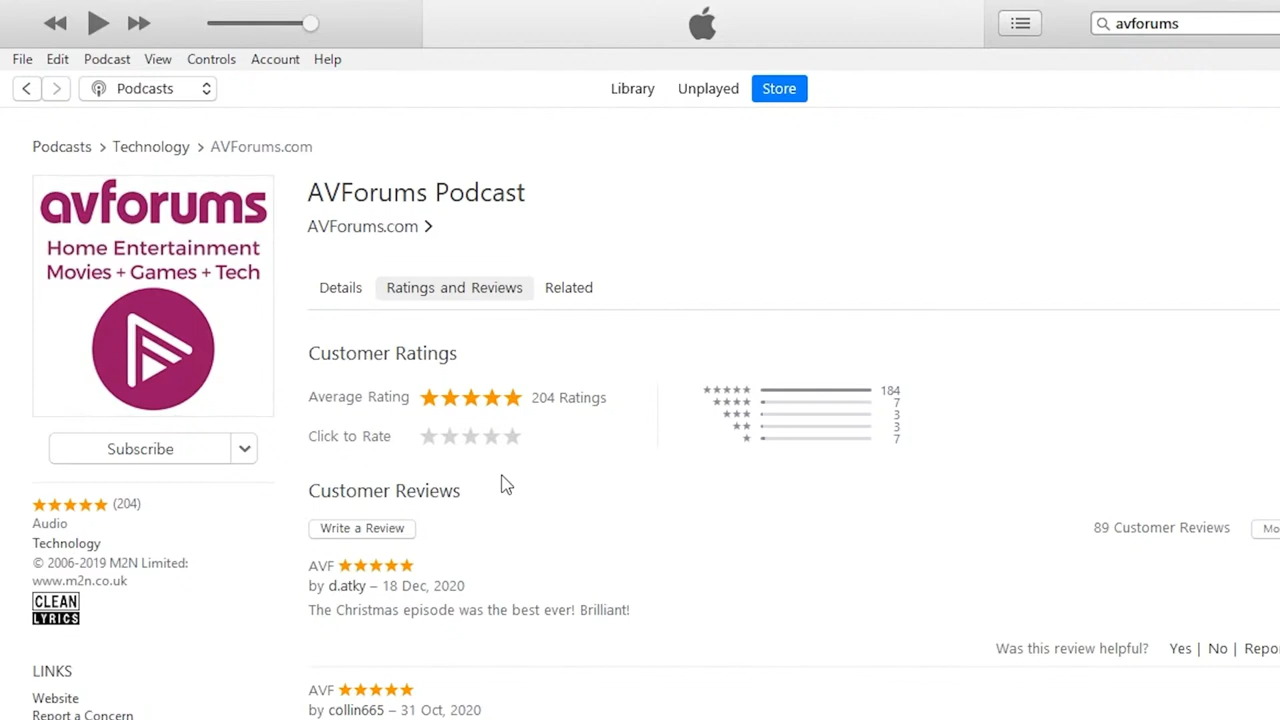 avforums
File Edit Podcast View Controls Account Help
Podcasts
Library Unplayed Store
Podcasts > Technology > AVForums.com
avforums
Home Entertainment
Movies + Games + Tech
AVForums Podcast
AVForums.com >
Details Ratings and Reviews Related
Customer Ratings
Average Rating 204 Ratings
184
7
3
3
7
Click to Rate
Subscribe
(204)
Audio
Technology
© 2006-2019 M2N Limited:
www.m2n.co.uk
CLEAN
LYRICS
LINKS
Website
Report a Concern
Customer Reviews
Write a Review
89 Customer Reviews
Mo
AVF
by d.atky – 18 Dec, 2020
The Christmas episode was the best ever! Brilliant!
Was this review helpful? Yes | No | Repo
AVF
by collin665 – 31 Oct, 2020